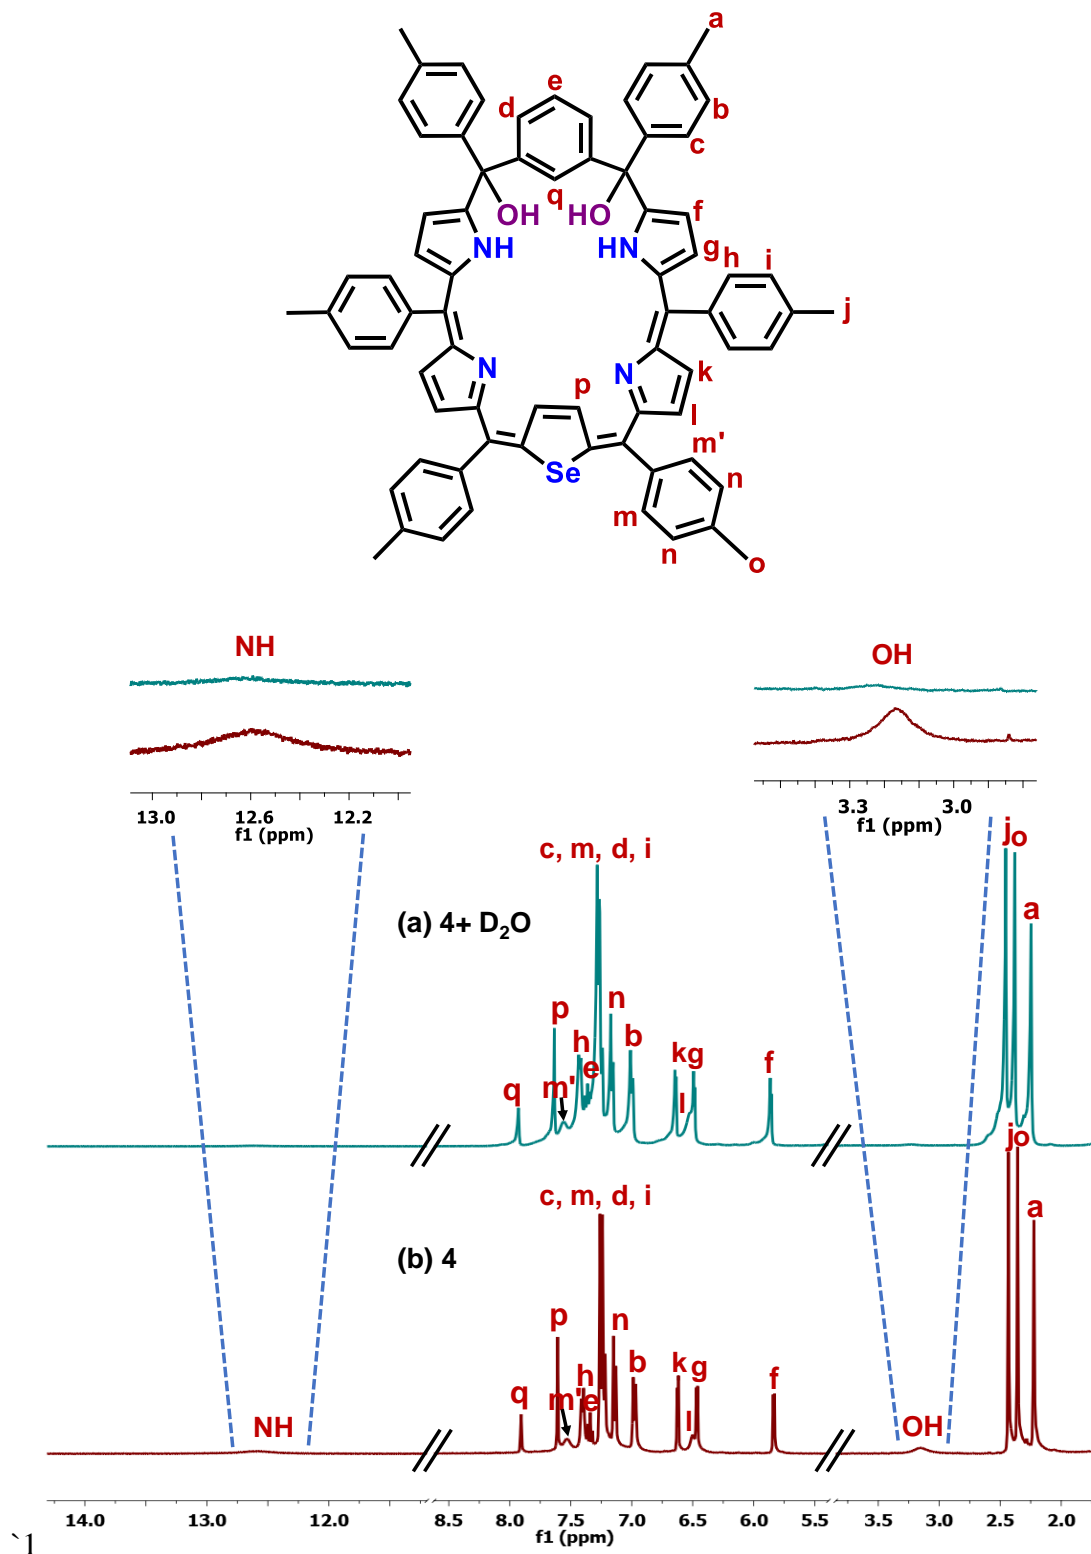 a
e
d
b
c
q
OH
HO
f
NH
HN
g
h
i
j
N
N
k
p
l
m'
Se
n
m
n
o
NH
OH
13.0 12.6 12.2
f1 (ppm)
3.3 3.0
f1 (ppm)
c, m, d, i
jo
a
(a) 4+ D₂O
p
n
h
b
e
m'
k g
l
f
q
c, m, d, i
jo
a
(b) 4
p
n
h
b
k g
m'
e
f
q
l
NH
OH
14.0 13.0 12.0 8.5 8.0 7.5 7.0 6.5 6.0 5.5 3.5 3.0 2.5 2.0
f1 (ppm)
`1